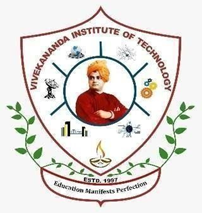 VIVEKANANDA INSTITUTE OF TECHNOLOGY
ESTD. 1997
Education Manifests Perfection